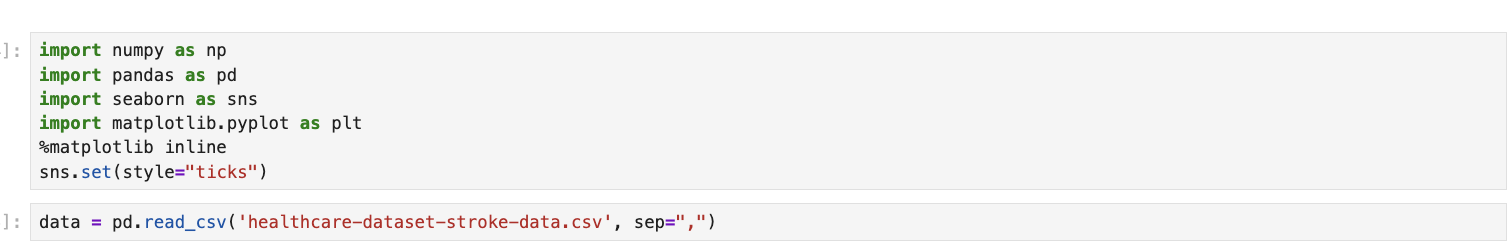 ]:
import numpy as np
import pandas as pd
import seaborn as sns
import matplotlib.pyplot as plt
%matplotlib inline
sns.set(style="ticks")
]:
data = pd.read_csv('healthcare-dataset-stroke-data.csv', sep=",")